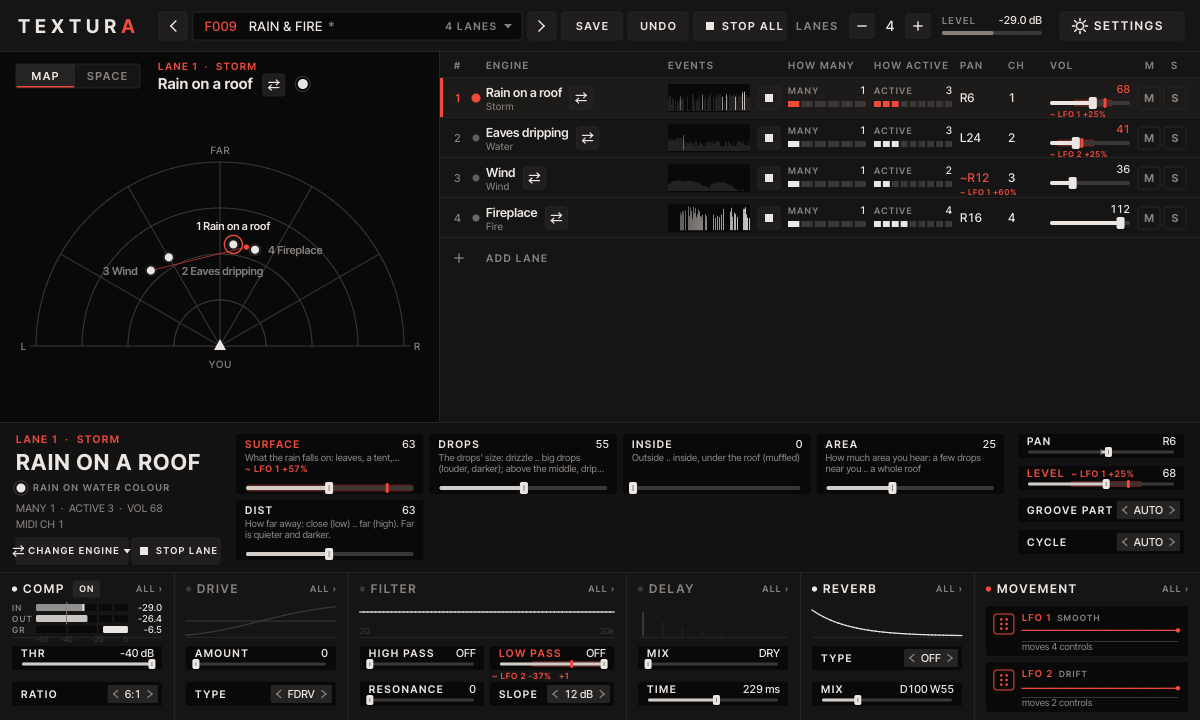 TEXTURA
F009 RAIN & FIRE * 4 LANES
SAVE UNDO STOP ALL LANES 4 LEVEL -29.0 dB SETTINGS
MAP SPACE
LANE 1 · STORM
Rain on a roof
FAR
1 Rain on a roof
4 Fireplace
3 Wind
2 Eaves dripping
L
R
YOU
# ENGINE EVENTS HOW MANY HOW ACTIVE PAN CH VOL M S
1 Rain on a roof MANY 1 ACTIVE 3 R6 1 68 M S
Storm
~ LFO 1 +25%
2 Eaves dripping MANY 1 ACTIVE 3 L24 2 41 M S
Water
~ LFO 2 +25%
3 Wind MANY 1 ACTIVE 2 ~R12 3 36 M S
Wind
~ LFO 1 +60%
4 Fireplace MANY 1 ACTIVE 4 R16 4 112 M S
Fire
+ ADD LANE
LANE 1 · STORM
RAIN ON A ROOF
RAIN ON WATER COLOUR
MANY 1 · ACTIVE 3 · VOL 68
MIDI CH 1
CHANGE ENGINE STOP LANE
SURFACE 63
What the rain falls on: leaves, a tent,...
~ LFO 1 +57%
DROPS 55
The drops' size: drizzle .. big drops
(louder, darker); above the middle, drip...
INSIDE 0
Outside .. inside, under the roof (muffled)
AREA 25
How much area you hear: a few drops
near you .. a whole roof
DIST 63
How far away: close (low) .. far (high). Far
is quieter and darker.
PAN R6
LEVEL ~ LFO 1 +25% 68
GROOVE PART < AUTO >
CYCLE < AUTO >
COMP ON ALL ›
IN -29.0
OUT -26.4
GR -6.5
-60 -40 -20 0
THR -40 dB
RATIO < 6:1 >
DRIVE ALL ›
AMOUNT 0
TYPE < FDRV >
FILTER ALL ›
20 20k
HIGH PASS OFF
LOW PASS OFF
~ LFO 2 -37% +1
RESONANCE 0
SLOPE < 12 dB >
DELAY ALL ›
MIX DRY
TIME 229 ms
REVERB ALL ›
TYPE < OFF >
MIX D100 W55
MOVEMENT ALL ›
LFO 1 SMOOTH
moves 4 controls
LFO 2 DRIFT
moves 2 controls